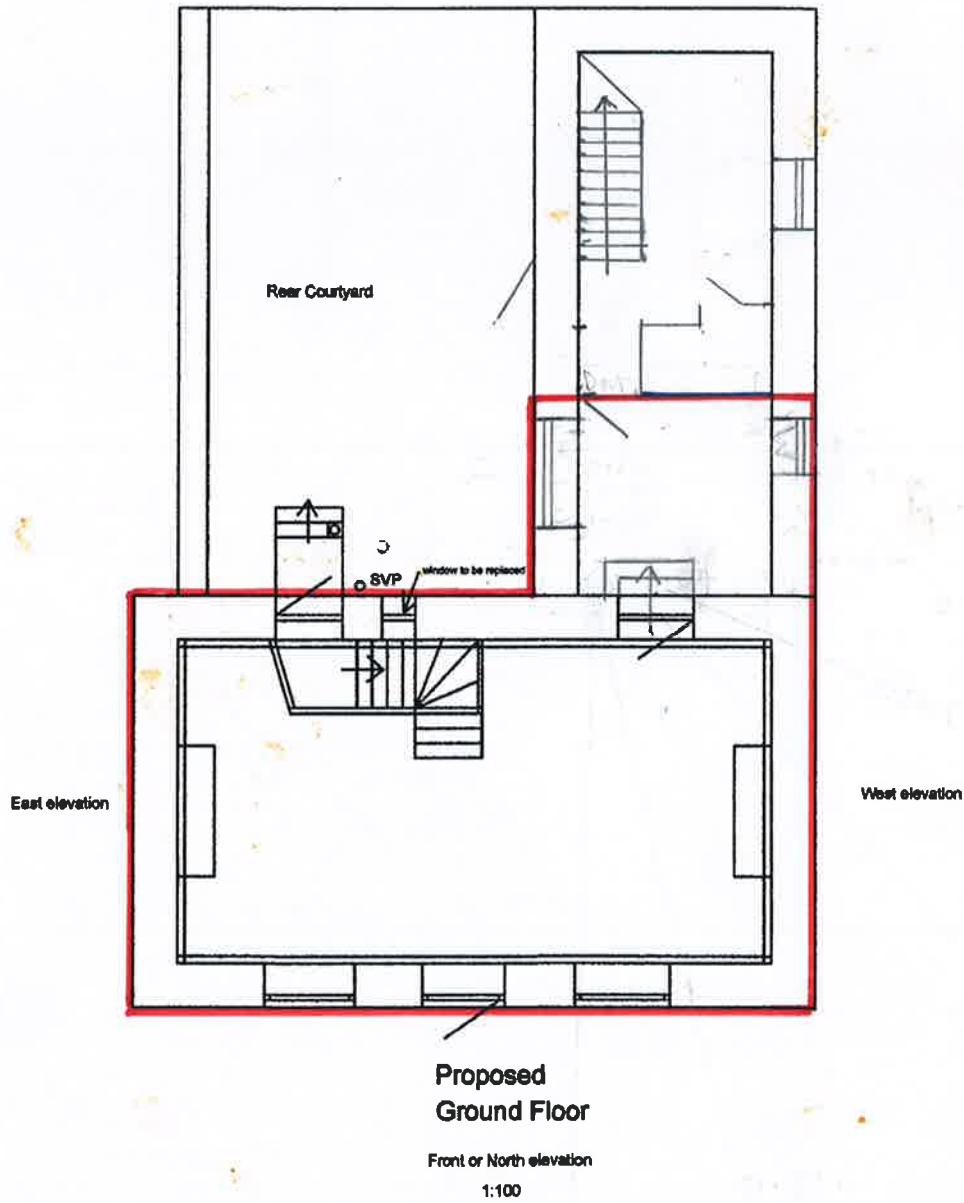 Rear Courtyard
SVP
window to be replaced
East elevation
West elevation
Proposed
Ground Floor
Front or North elevation
1:100